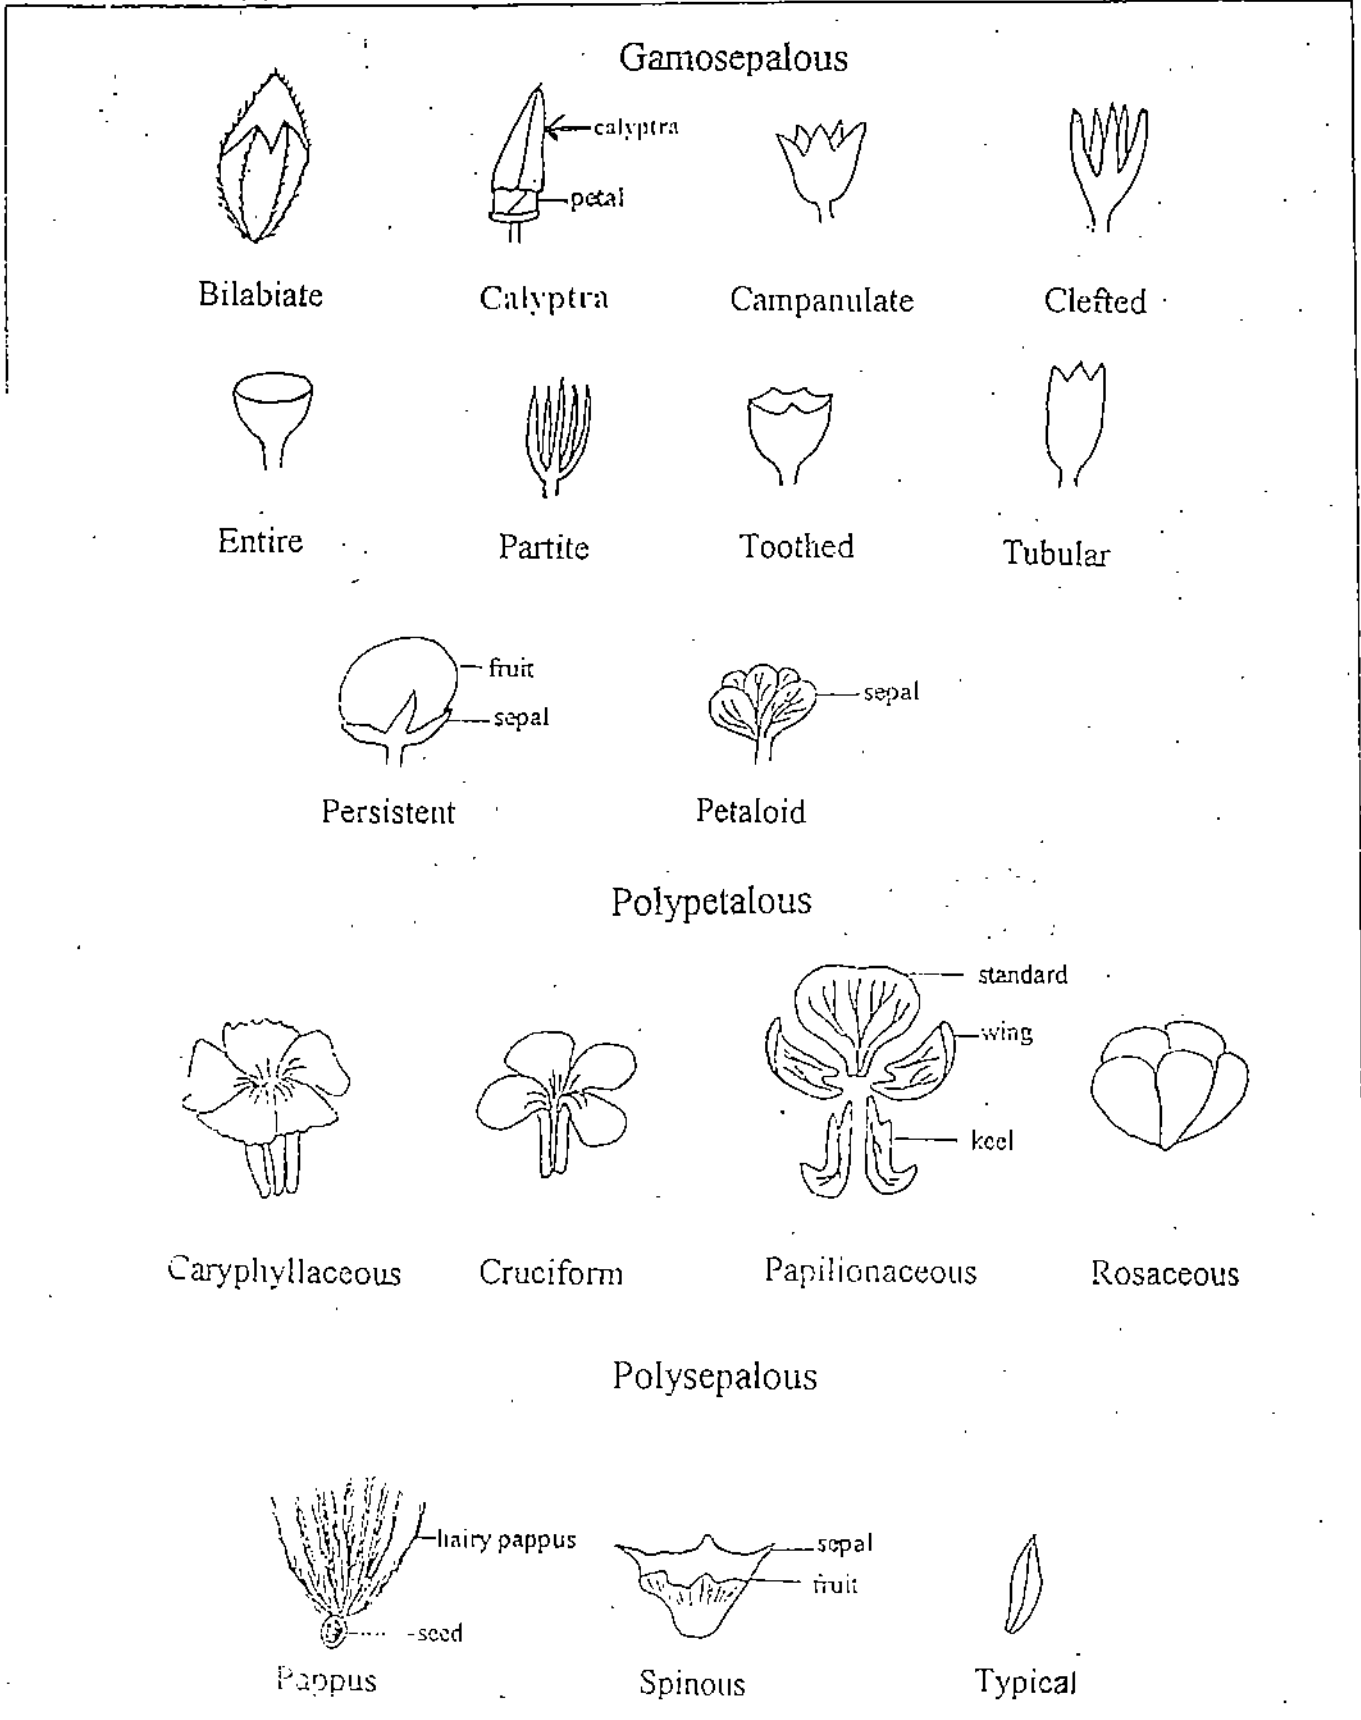 Gamosepalous
calyptra
petal
Bilabiate Calyptra Campanulate Clefted
Entire Partite Toothed Tubular
fruit
sepal
sepal
Persistent Petaloid
Polypetalous
standard
wing
keel
Caryphyllaceous Cruciform Papilionaceous Rosaceous
Polysepalous
hairy pappus
seed
sepal
fruit
Pappus Spinous Typical